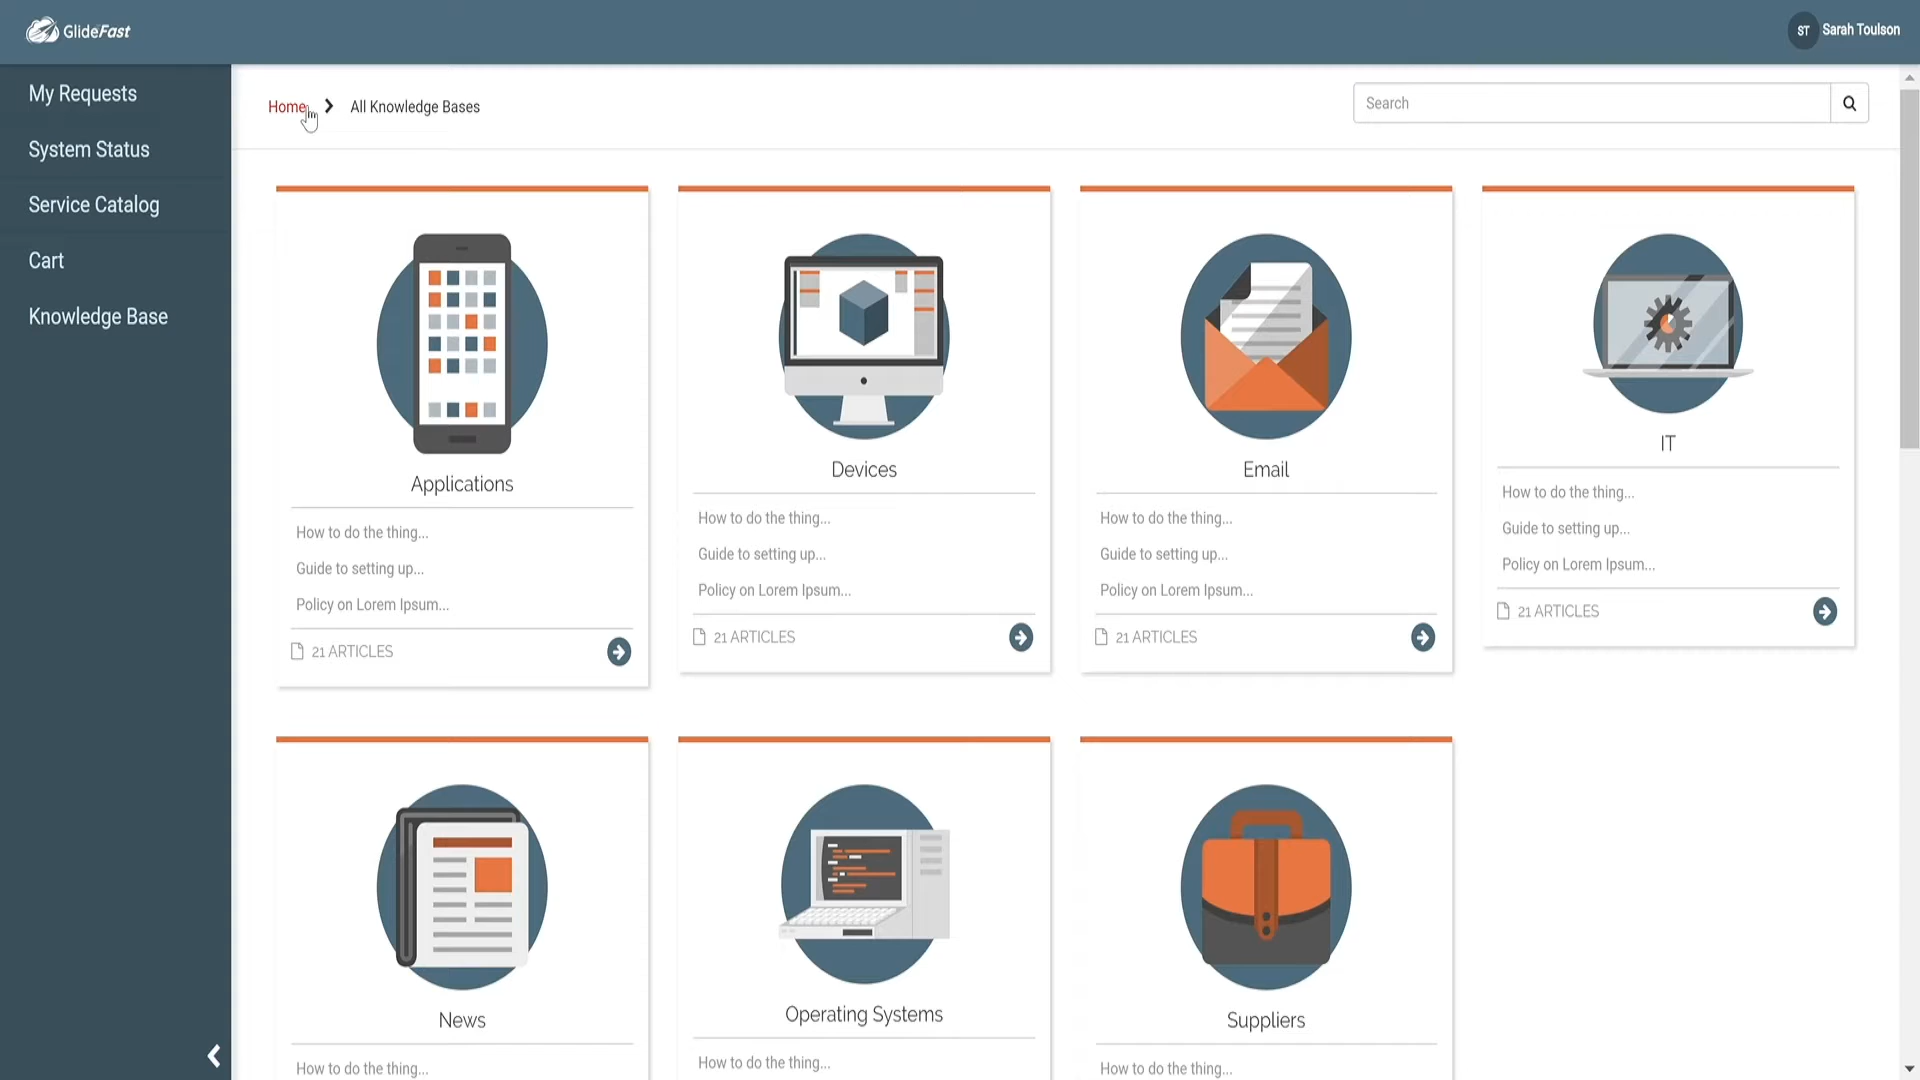 GlideFast
ST Sarah Toulson
My Requests
System Status
Service Catalog
Cart
Knowledge Base
Home All Knowledge Bases
Search
Applications
How to do the thing...
Guide to setting up...
Policy on Lorem Ipsum...
21 ARTICLES
Devices
How to do the thing...
Guide to setting up...
Policy on Lorem Ipsum...
21 ARTICLES
Email
How to do the thing...
Guide to setting up...
Policy on Lorem Ipsum...
21 ARTICLES
IT
How to do the thing...
Guide to setting up...
Policy on Lorem Ipsum...
21 ARTICLES
News
How to do the thing...
Operating Systems
How to do the thing...
Suppliers
How to do the thing...